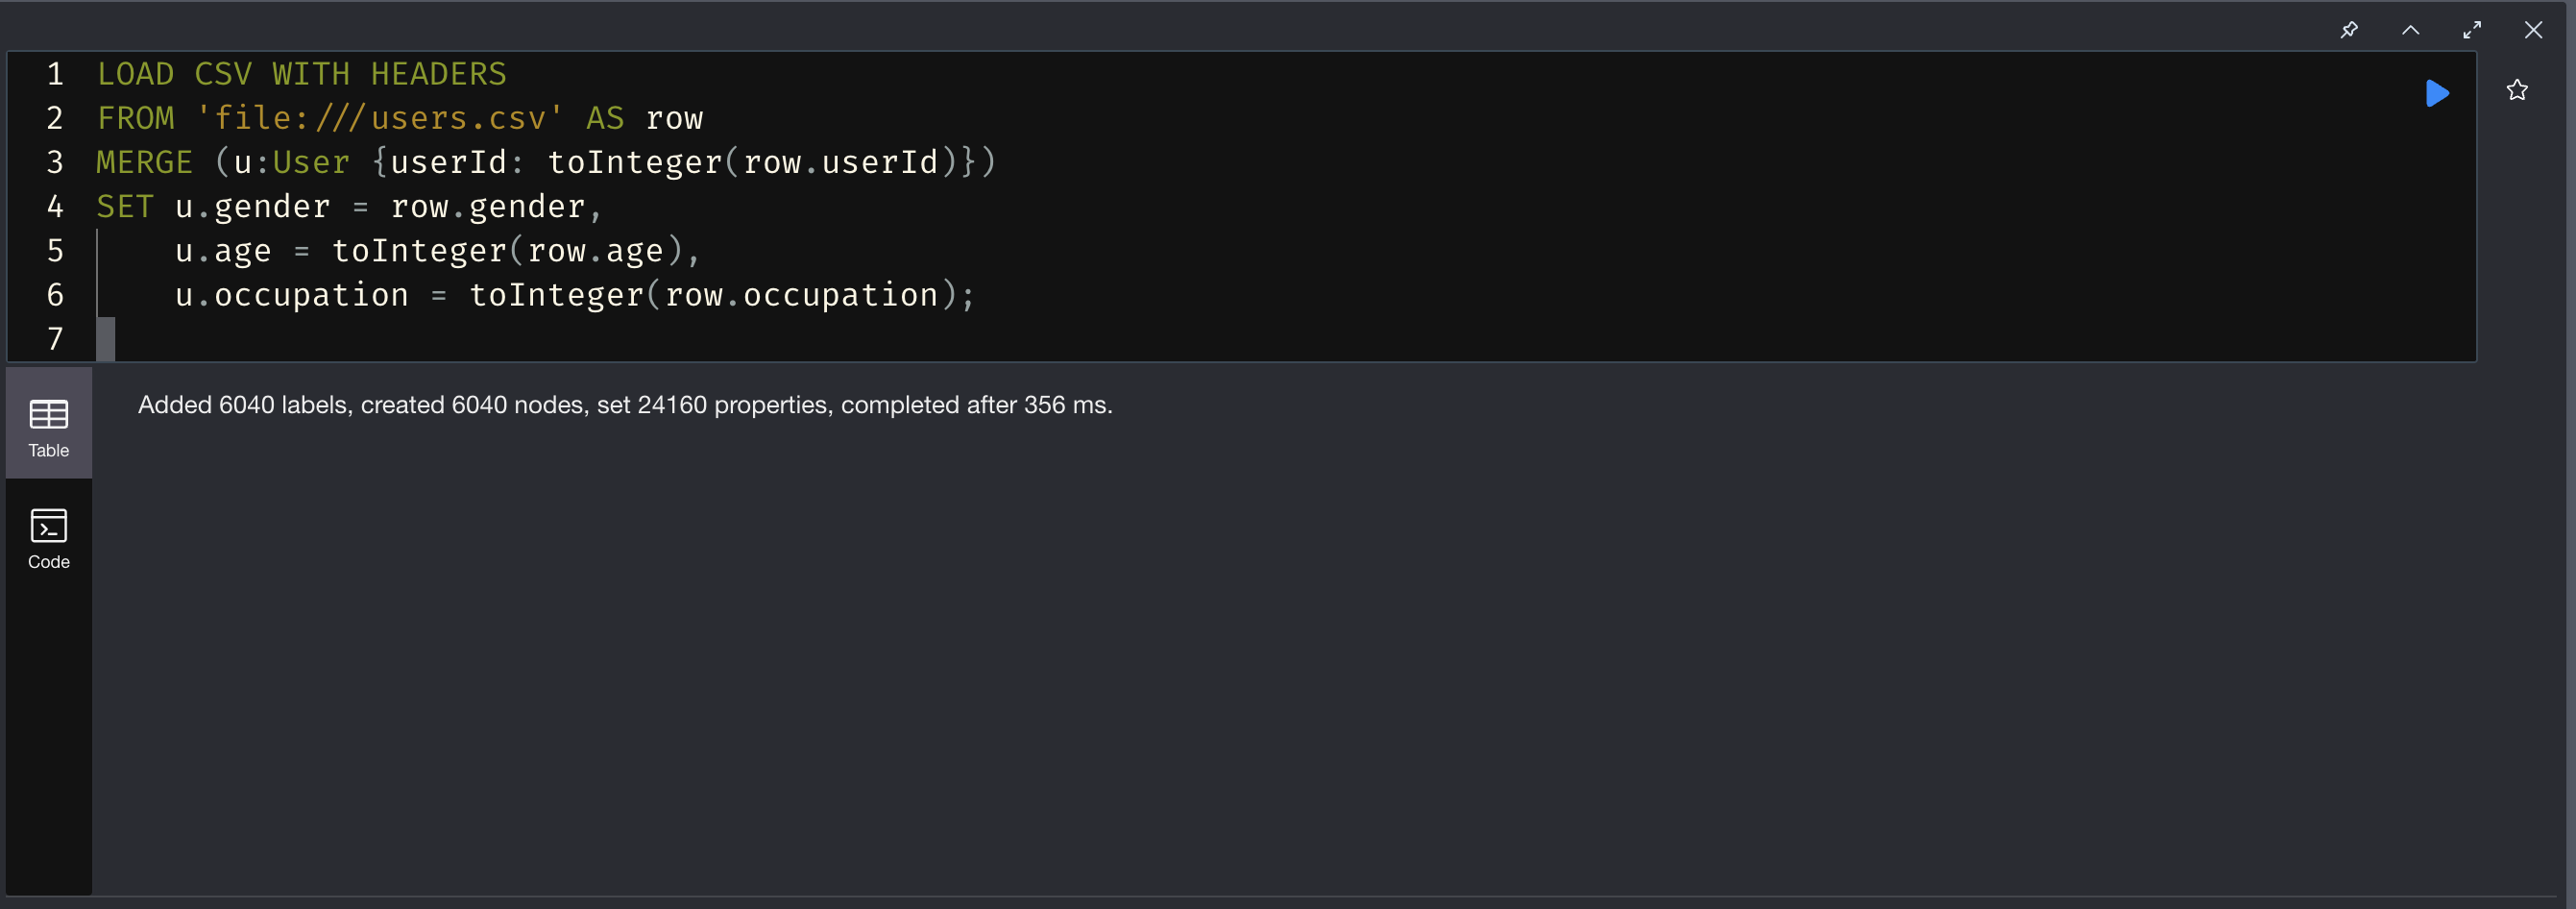 1 LOAD CSV WITH HEADERS
2 FROM 'file:///users.csv' AS row
3 MERGE (u:User {userId: toInteger(row.userId)})
4 SET u.gender = row.gender,
5     u.age = toInteger(row.age),
6     u.occupation = toInteger(row.occupation);
7
Table
Added 6040 labels, created 6040 nodes, set 24160 properties, completed after 356 ms.
Code